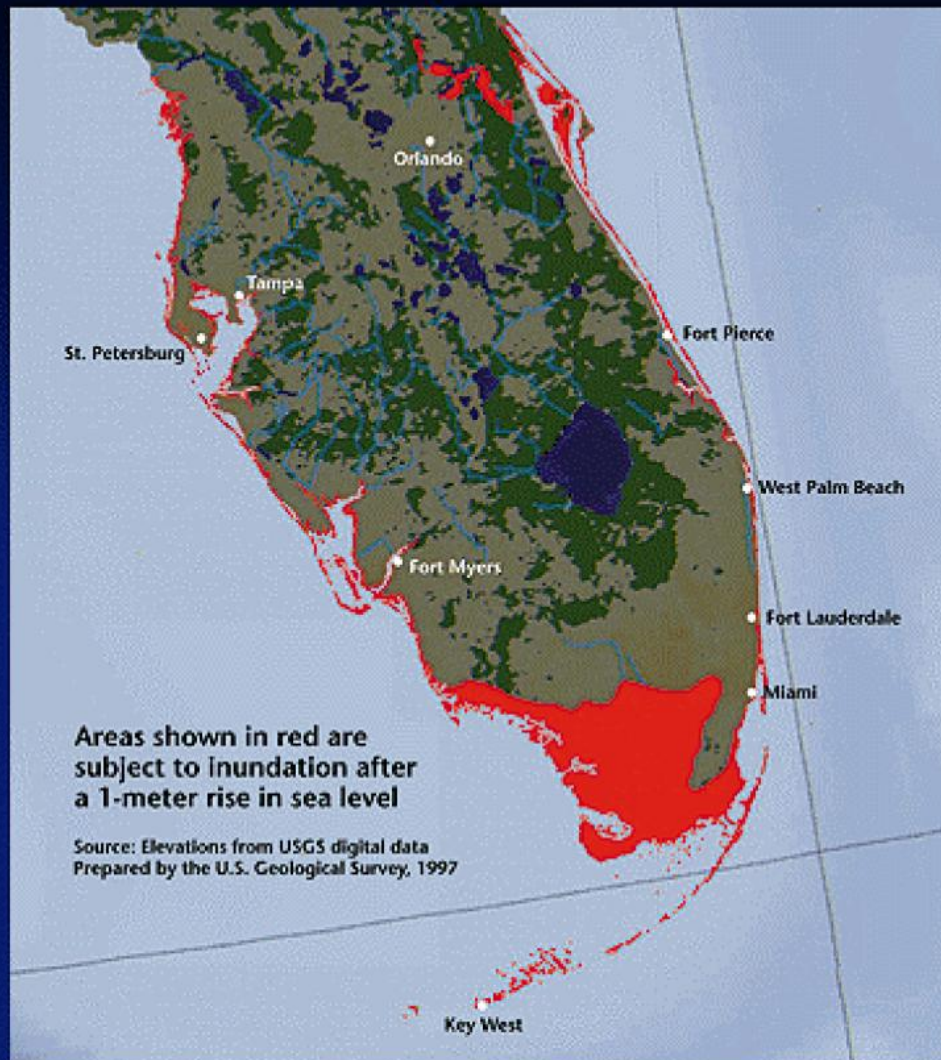 Orlando
Tampa
St. Petersburg
Fort Pierce
West Palm Beach
Fort Myers
Fort Lauderdale
Miami
Areas shown in red are
subject to inundation after
a 1-meter rise in sea level
Source: Elevations from USGS digital data
Prepared by the U.S. Geological Survey, 1997
Key West